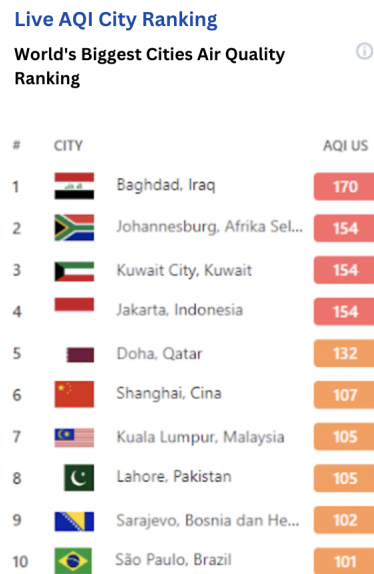 Live AQI City Ranking
World's Biggest Cities Air Quality
Ranking
# CITY AQI US
1 Baghdad, Iraq 170
2 Johannesburg, Afrika Sel... 154
3 Kuwait City, Kuwait 154
4 Jakarta, Indonesia 154
5 Doha, Qatar 132
6 Shanghai, Cina 107
7 Kuala Lumpur, Malaysia 105
8 Lahore, Pakistan 105
9 Sarajevo, Bosnia dan He... 102
10 São Paulo, Brazil 101